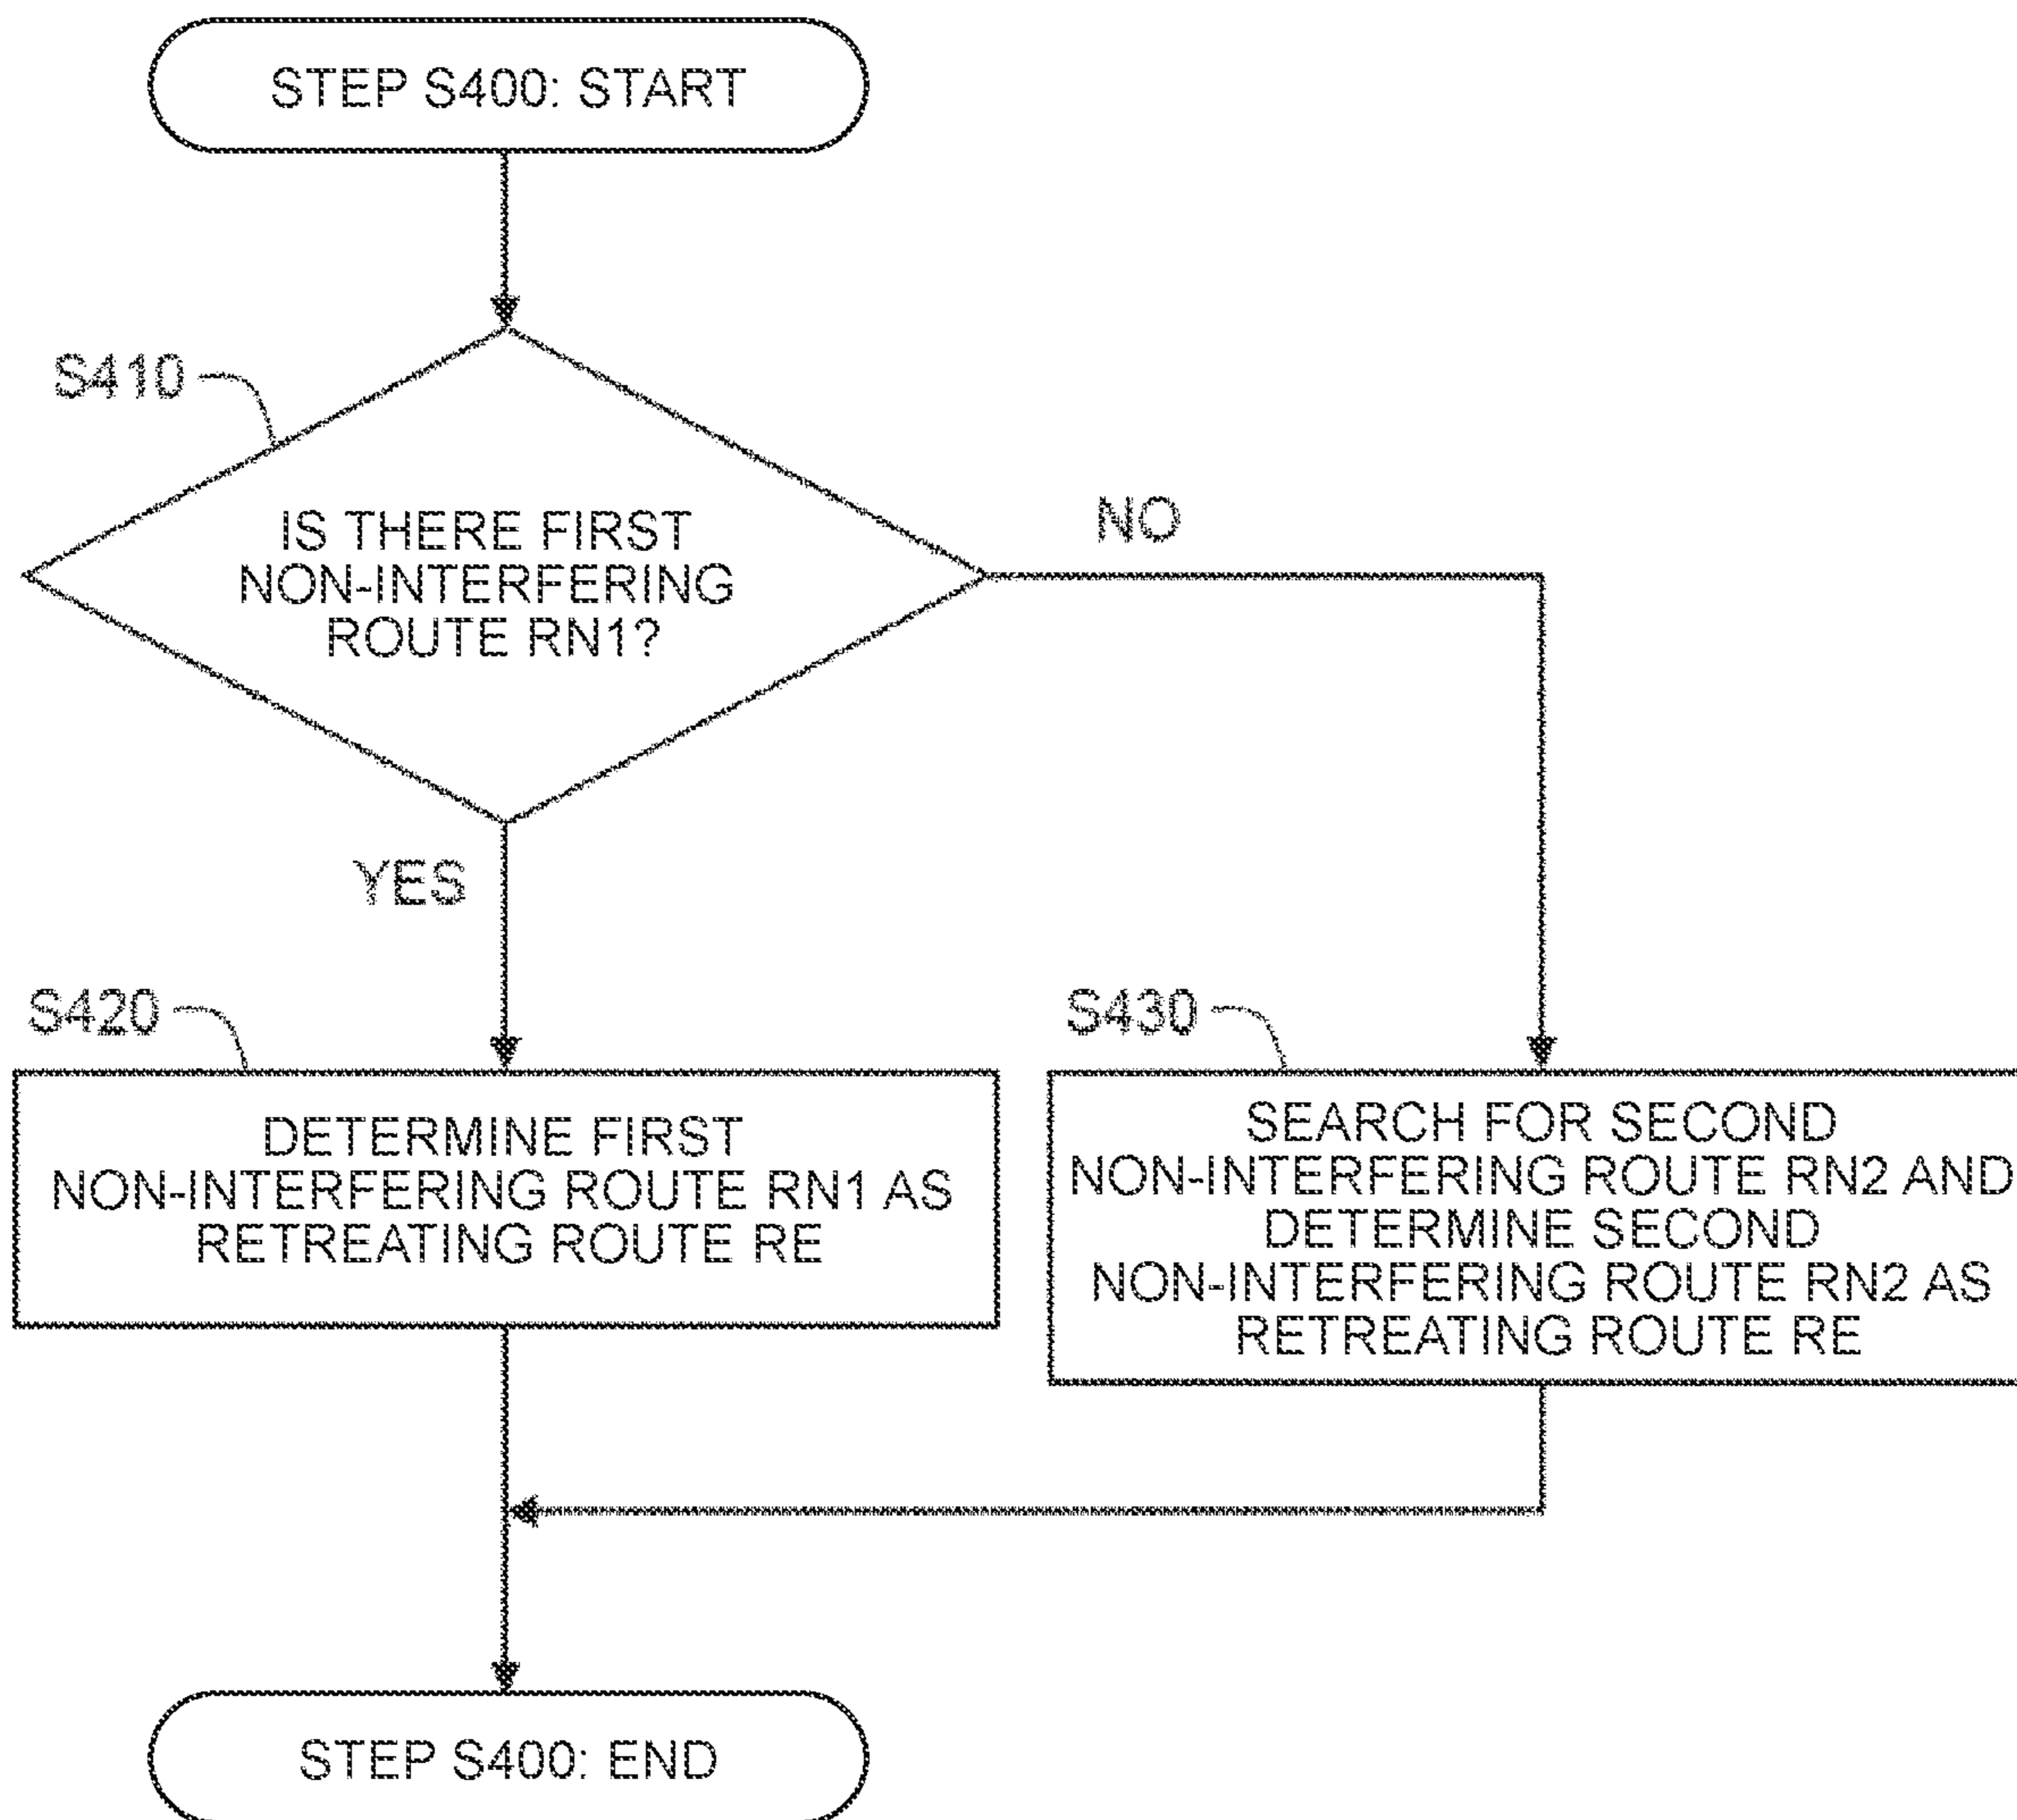 STEP S400: START
S410
IS THERE FIRST
NON-INTERFERING
ROUTE RN1?
NO
YES
S420
DETERMINE FIRST
NON-INTERFERING ROUTE RN1 AS
RETREATING ROUTE RE
S430
SEARCH FOR SECOND
NON-INTERFERING ROUTE RN2 AND
DETERMINE SECOND
NON-INTERFERING ROUTE RN2 AS
RETREATING ROUTE RE
STEP S400: END